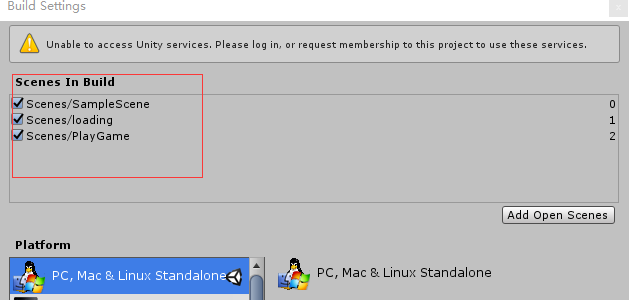 Build Settings
x
Unable to access Unity services. Please log in, or request membership to this project to use these services.
Scenes In Build
Scenes/SampleScene 0
Scenes/loading 1
Scenes/PlayGame 2
Add Open Scenes
Platform
PC, Mac & Linux Standalone
PC, Mac & Linux Standalone